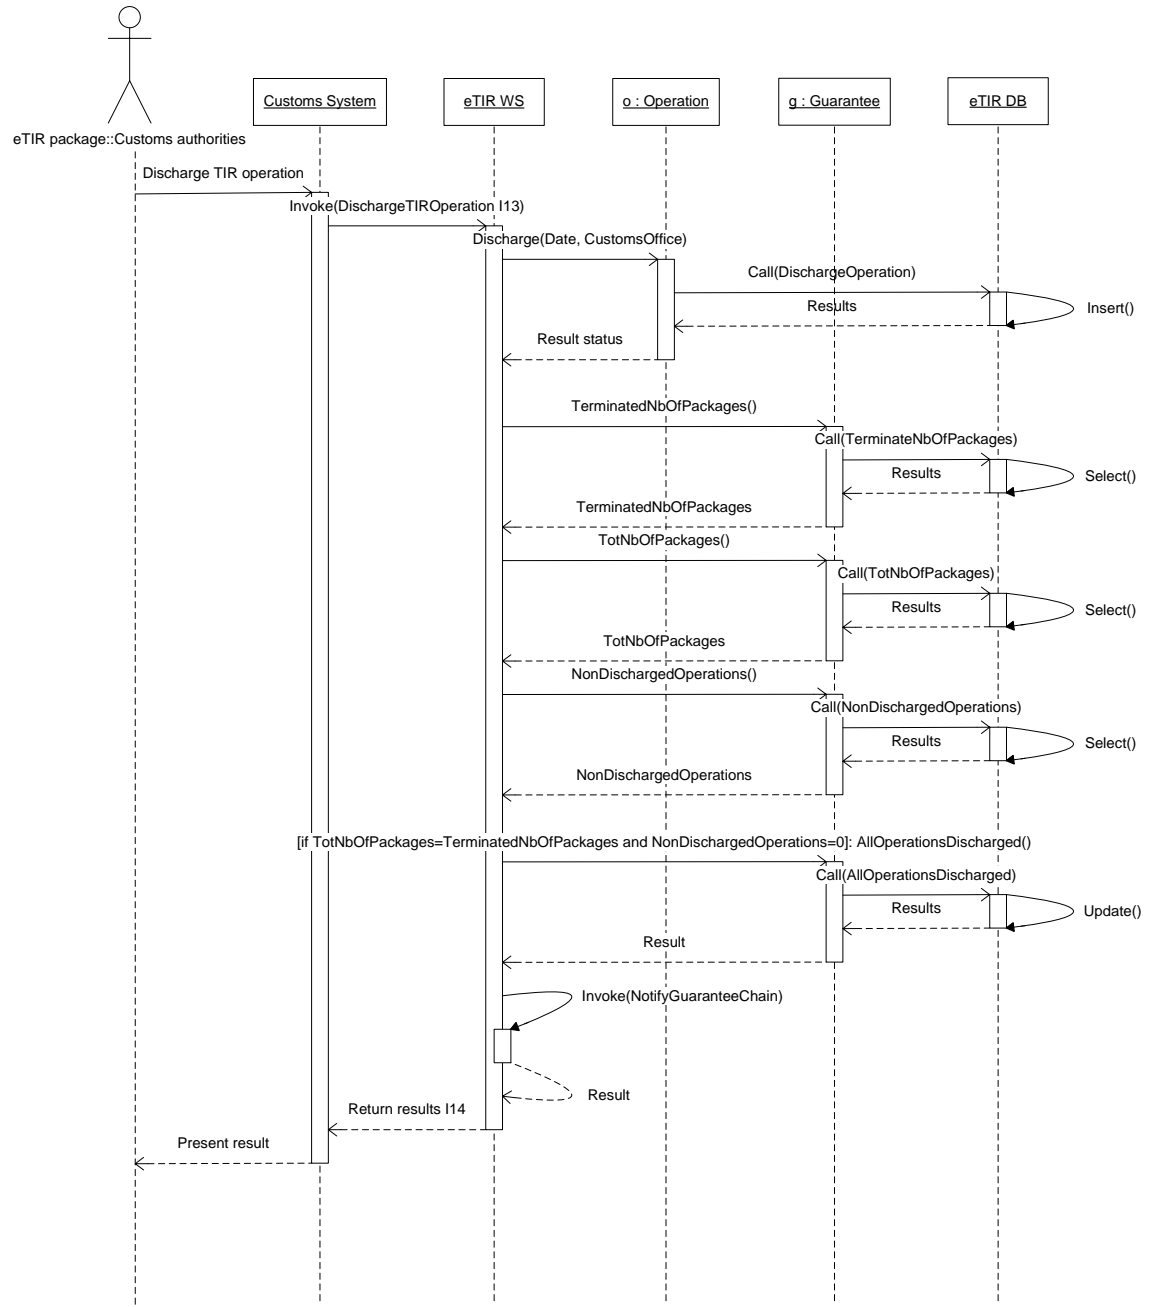 Customs System
eTIR WS
o : Operation
g : Guarantee
eTIR DB
eTIR package::Customs authorities
Discharge TIR operation
Invoke(DischargeTIROperation I13)
Discharge(Date, CustomsOffice)
Call(DischargeOperation)
Results
Insert()
Result status
TerminatedNbOfPackages()
Call(TerminateNbOfPackages)
Results
Select()
TerminatedNbOfPackages
TotNbOfPackages()
Call(TotNbOfPackages)
Results
Select()
TotNbOfPackages
NonDischargedOperations()
Call(NonDischargedOperations)
Results
Select()
NonDischargedOperations
[if TotNbOfPackages=TerminatedNbOfPackages and NonDischargedOperations=0]: AllOperationsDischarged()
Call(AllOperationsDischarged)
Results
Update()
Result
Invoke(NotifyGuaranteeChain)
Result
Return results I14
Present result